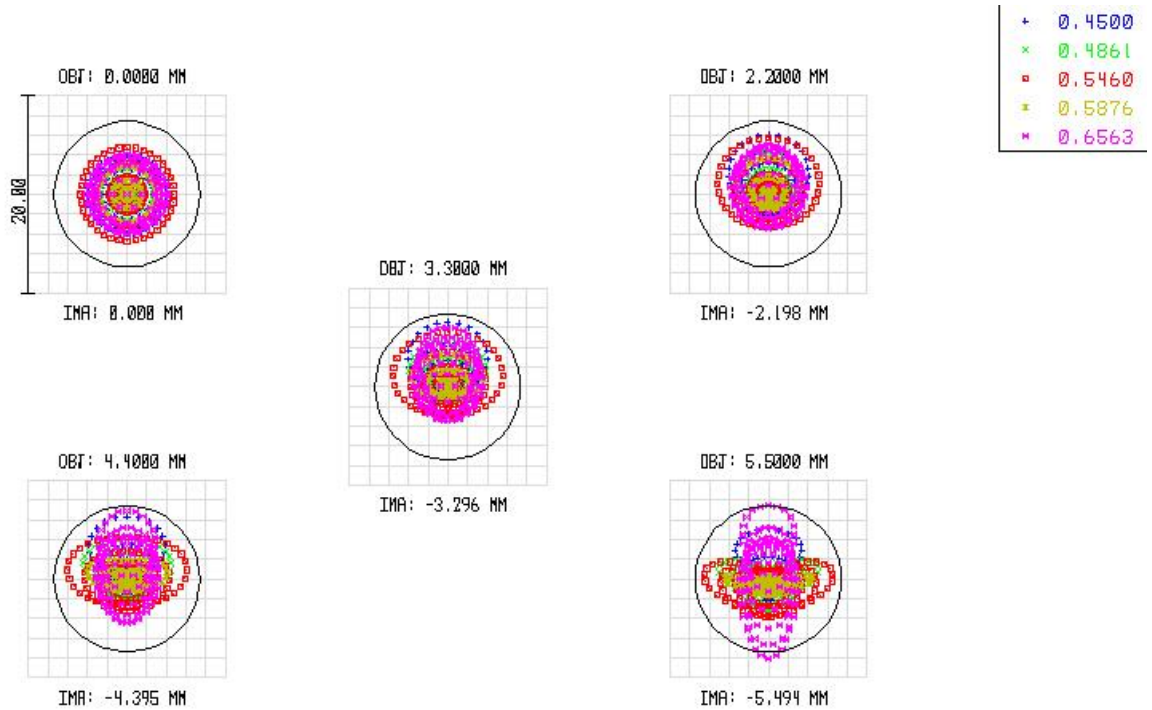 0.4500
0.4861
0.5460
0.5876
0.6563
OBJ: 0.0000 MM
OBJ: 2.2000 MM
20.00
IMA: 0.000 MM
IMA: -2.198 MM
OBJ: 3.3000 MM
IMA: -3.296 MM
OBJ: 4.4000 MM
OBJ: 5.5000 MM
IMA: -4.395 MM
IMA: -5.494 MM